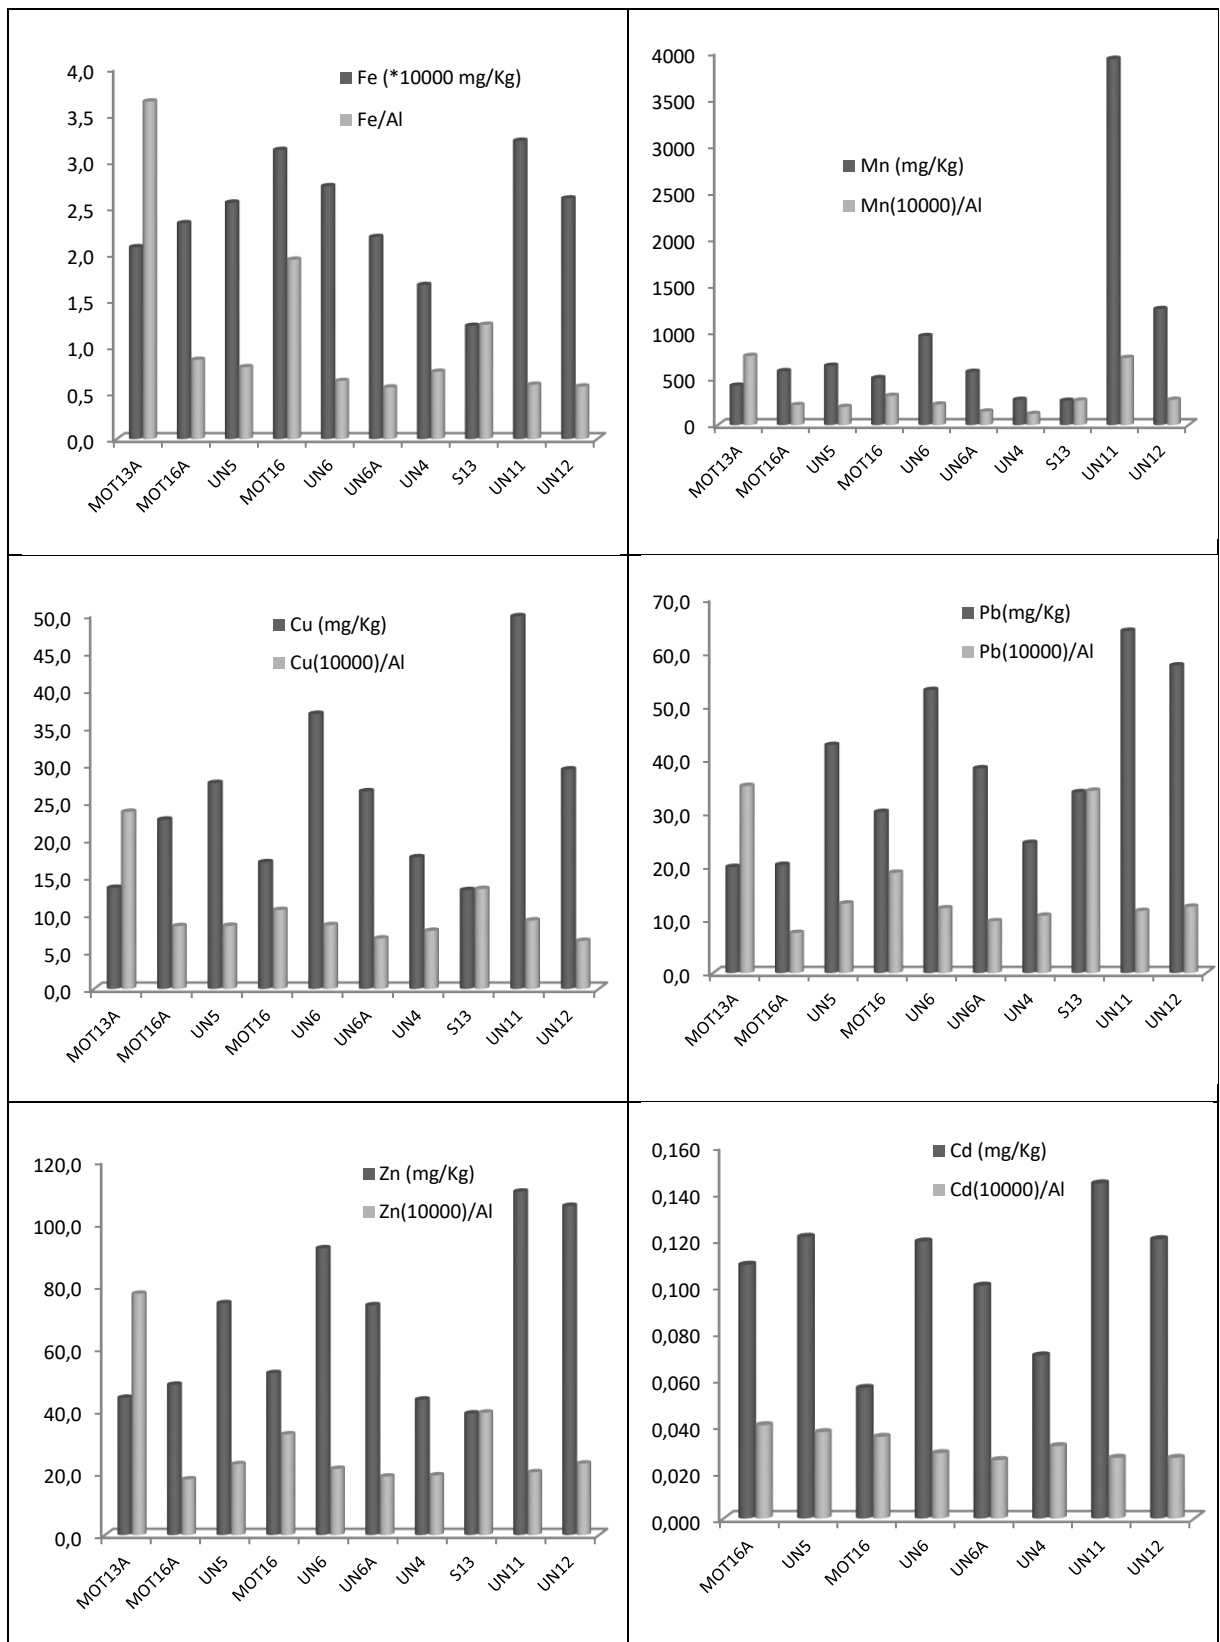 Fe (*10000 mg/Kg)
Fe/Al
4,0
3,5
3,0
2,5
2,0
1,5
1,0
0,5
0,0
MOT13A MOT16A UN5 MOT16 UN6 UN6A UN4 S13 UN11 UN12
Mn (mg/Kg)
Mn(10000)/Al
4000
3500
3000
2500
2000
1500
1000
500
0
MOT13A MOT16A UN5 MOT16 UN6 UN6A UN4 S13 UN11 UN12
Cu (mg/Kg)
Cu(10000)/Al
50,0
45,0
40,0
35,0
30,0
25,0
20,0
15,0
10,0
5,0
0,0
MOT13A MOT16A UN5 MOT16 UN6 UN6A UN4 S13 UN11 UN12
Pb(mg/Kg)
Pb(10000)/Al
70,0
60,0
50,0
40,0
30,0
20,0
10,0
0,0
MOT13A MOT16A UN5 MOT16 UN6 UN6A UN4 S13 UN11 UN12
Zn (mg/Kg)
Zn(10000)/Al
120,0
100,0
80,0
60,0
40,0
20,0
0,0
MOT13A MOT16A UN5 MOT16 UN6 UN6A UN4 S13 UN11 UN12
Cd (mg/Kg)
Cd(10000)/Al
0,160
0,140
0,120
0,100
0,080
0,060
0,040
0,020
0,000
MOT16A UN5 MOT16 UN6 UN6A UN4 UN11 UN12